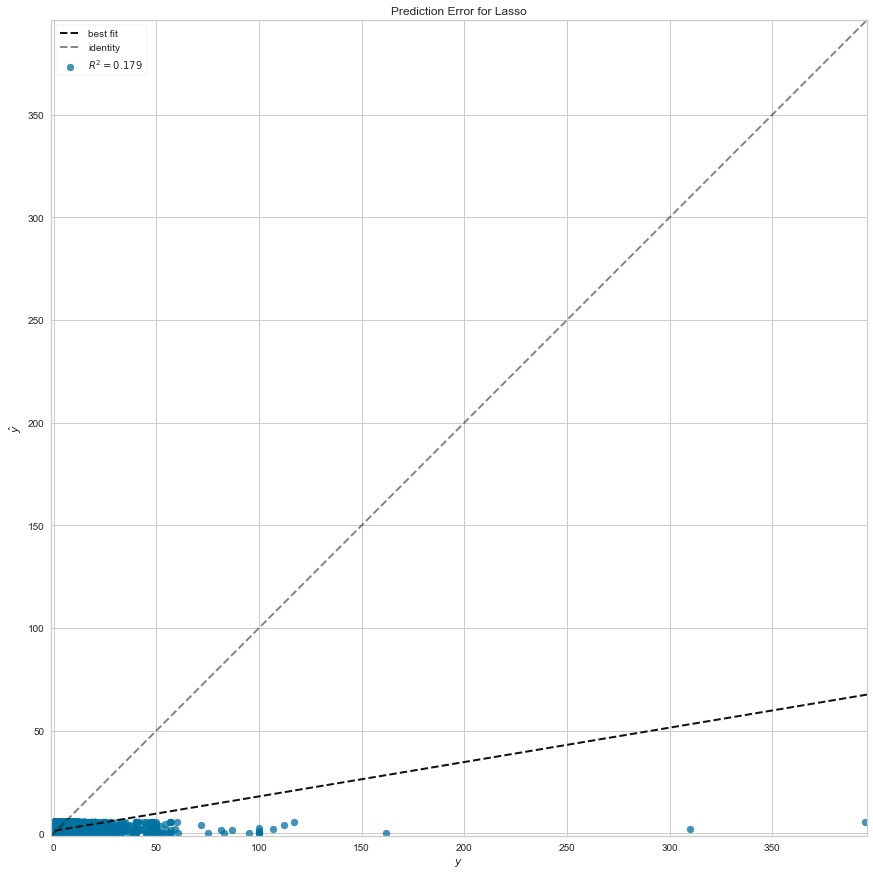 Prediction Error for Lasso
best fit
identity
R² = 0.179
350
300
250
200
150
100
50
0
ŷ
0 50 100 150 200 250 300 350
y